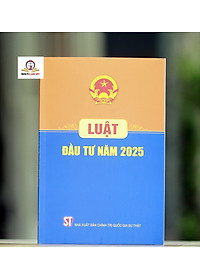 LUẬT
ĐẦU TƯ NĂM 2025
ST
NHÀ XUẤT BẢN CHÍNH TRỊ QUỐC GIA SỰ THẬT